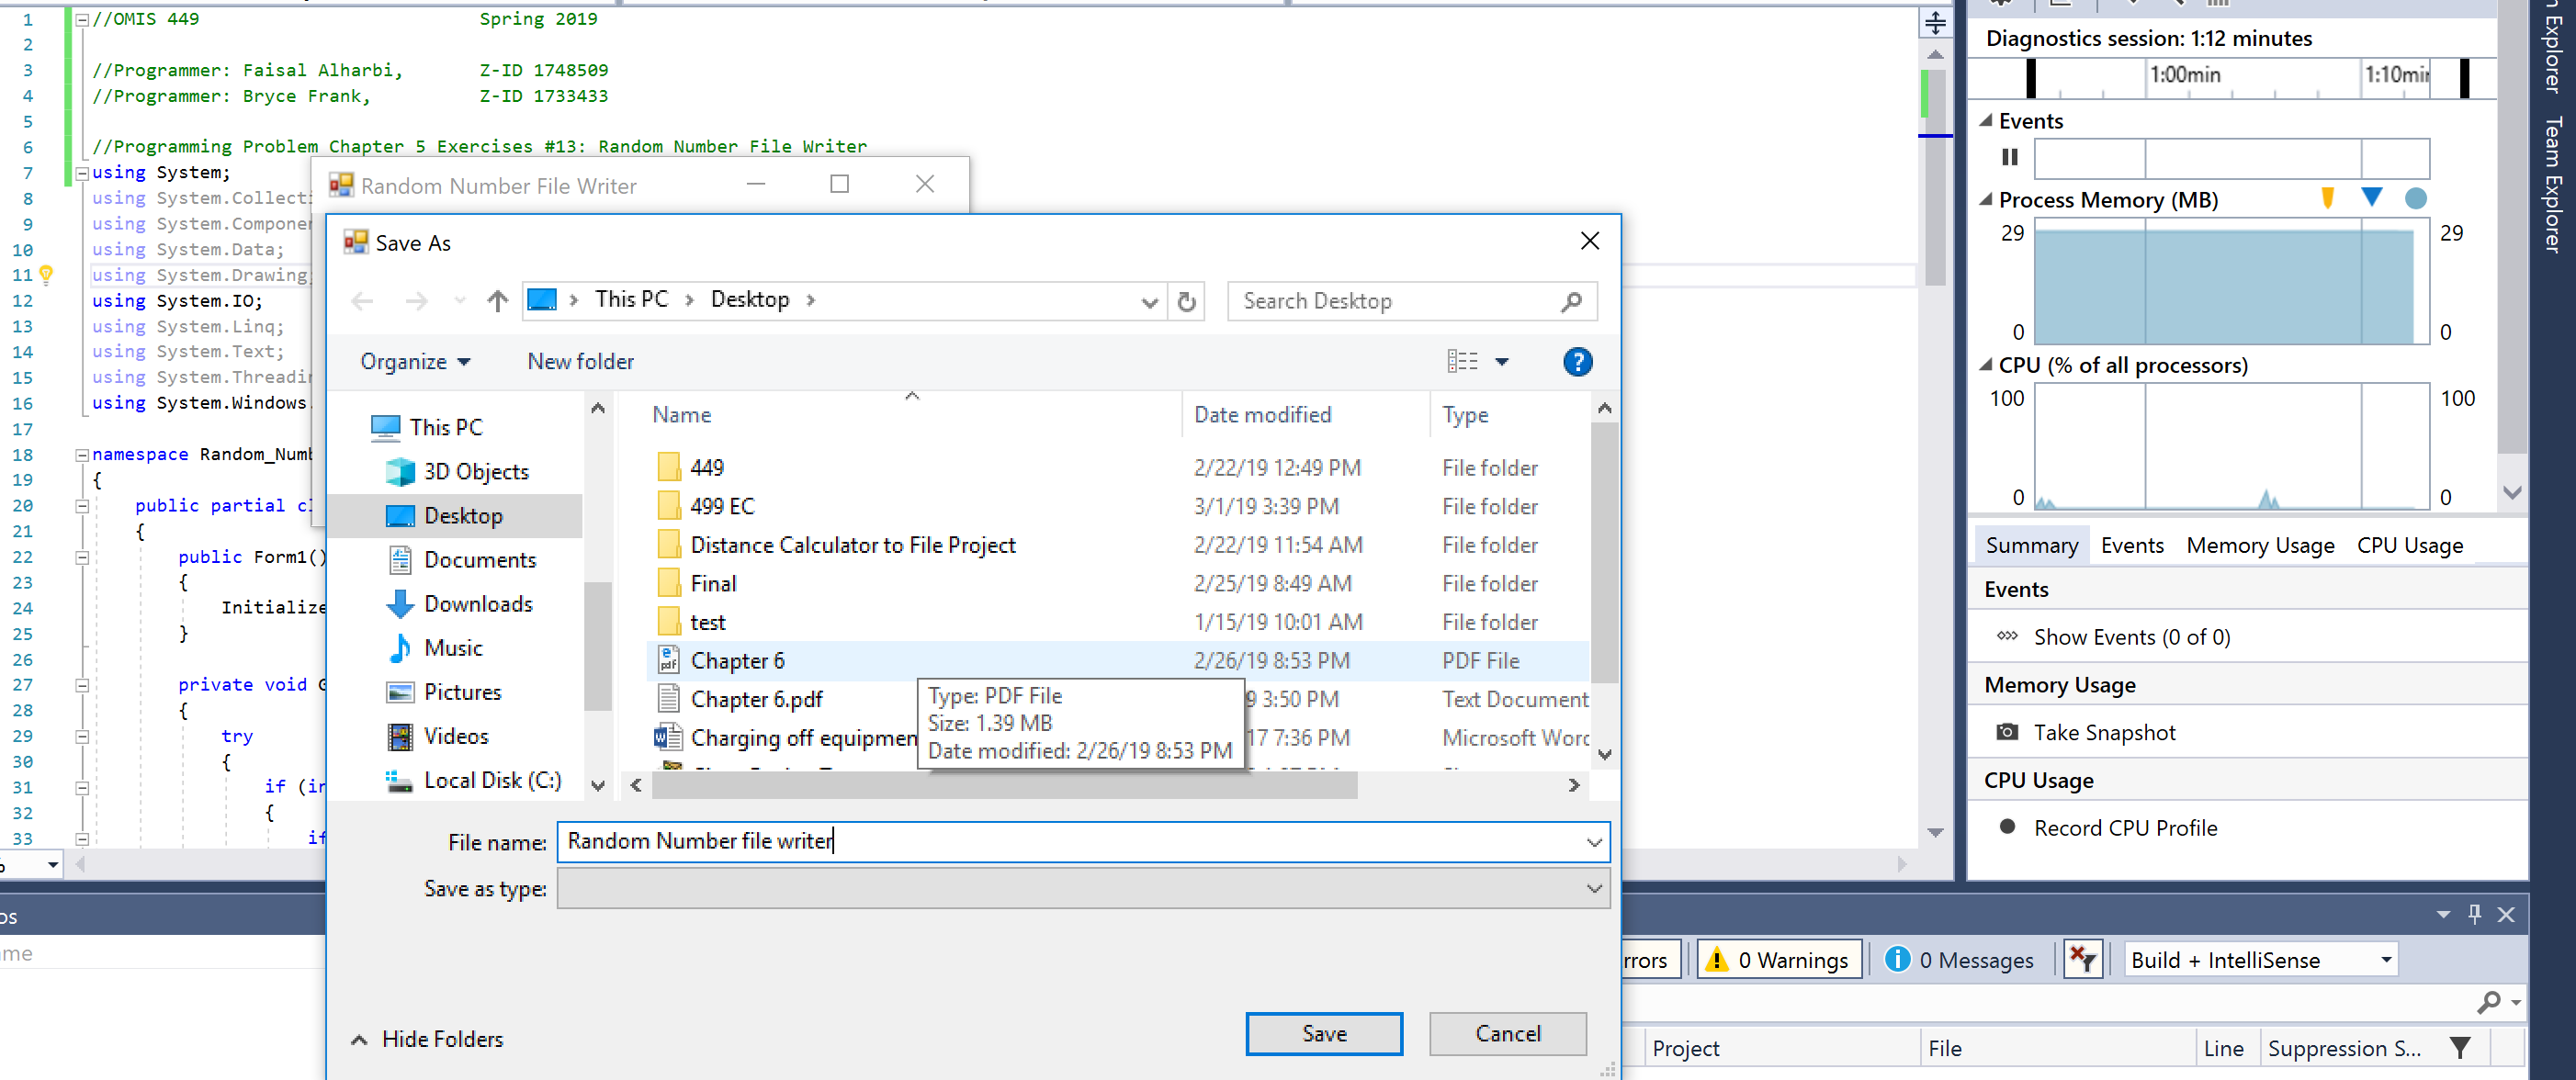 1 //OMIS 449 Spring 2019
2
3 //Programmer: Faisal Alharbi, Z-ID 1748509
4 //Programmer: Bryce Frank, Z-ID 1733433
5
6 //Programming Problem Chapter 5 Exercises #13: Random Number File Writer
7 using System;
8 using System.Collecti
9 using System.Componen
10 using System.Data;
11 using System.Drawing;
12 using System.IO;
13 using System.Linq;
14 using System.Text;
15 using System.Threadin
16 using System.Windows.
17
18 namespace Random_Numb
19 {
20 public partial cl
21 {
22 public Form1()
23 {
24 Initialize
25 }
26
27 private void G
28 {
29 try
30 {
31 if (in
32 {
33 if
%
Random Number File Writer
Save As
This PC > Desktop >
Search Desktop
Organize
New folder
?
This PC
3D Objects
Desktop
Documents
Downloads
Music
Pictures
Videos
Local Disk (C:)
Name Date modified Type
449 2/22/19 12:49 PM File folder
499 EC 3/1/19 3:39 PM File folder
Distance Calculator to File Project 2/22/19 11:54 AM File folder
Final 2/25/19 8:49 AM File folder
test 1/15/19 10:01 AM File folder
Chapter 6 2/26/19 8:53 PM PDF File
Chapter 6.pdf 9 3:50 PM Text Document
Charging off equipmen 17 7:36 PM Microsoft Word
Type: PDF File
Size: 1.39 MB
Date modified: 2/26/19 8:53 PM
File name: Random Number file writer
Save as type:
Hide Folders
Save
Cancel
Diagnostics session: 1:12 minutes
1:00min 1:10min
Events
Process Memory (MB)
29 29
0 0
CPU (% of all processors)
100 100
0 0
Summary Events Memory Usage CPU Usage
Events
Show Events (0 of 0)
Memory Usage
Take Snapshot
CPU Usage
Record CPU Profile
n Explorer
Team Explorer
os
ame
rrors
0 Warnings
0 Messages
Build + IntelliSense
Project File Line Suppression S...